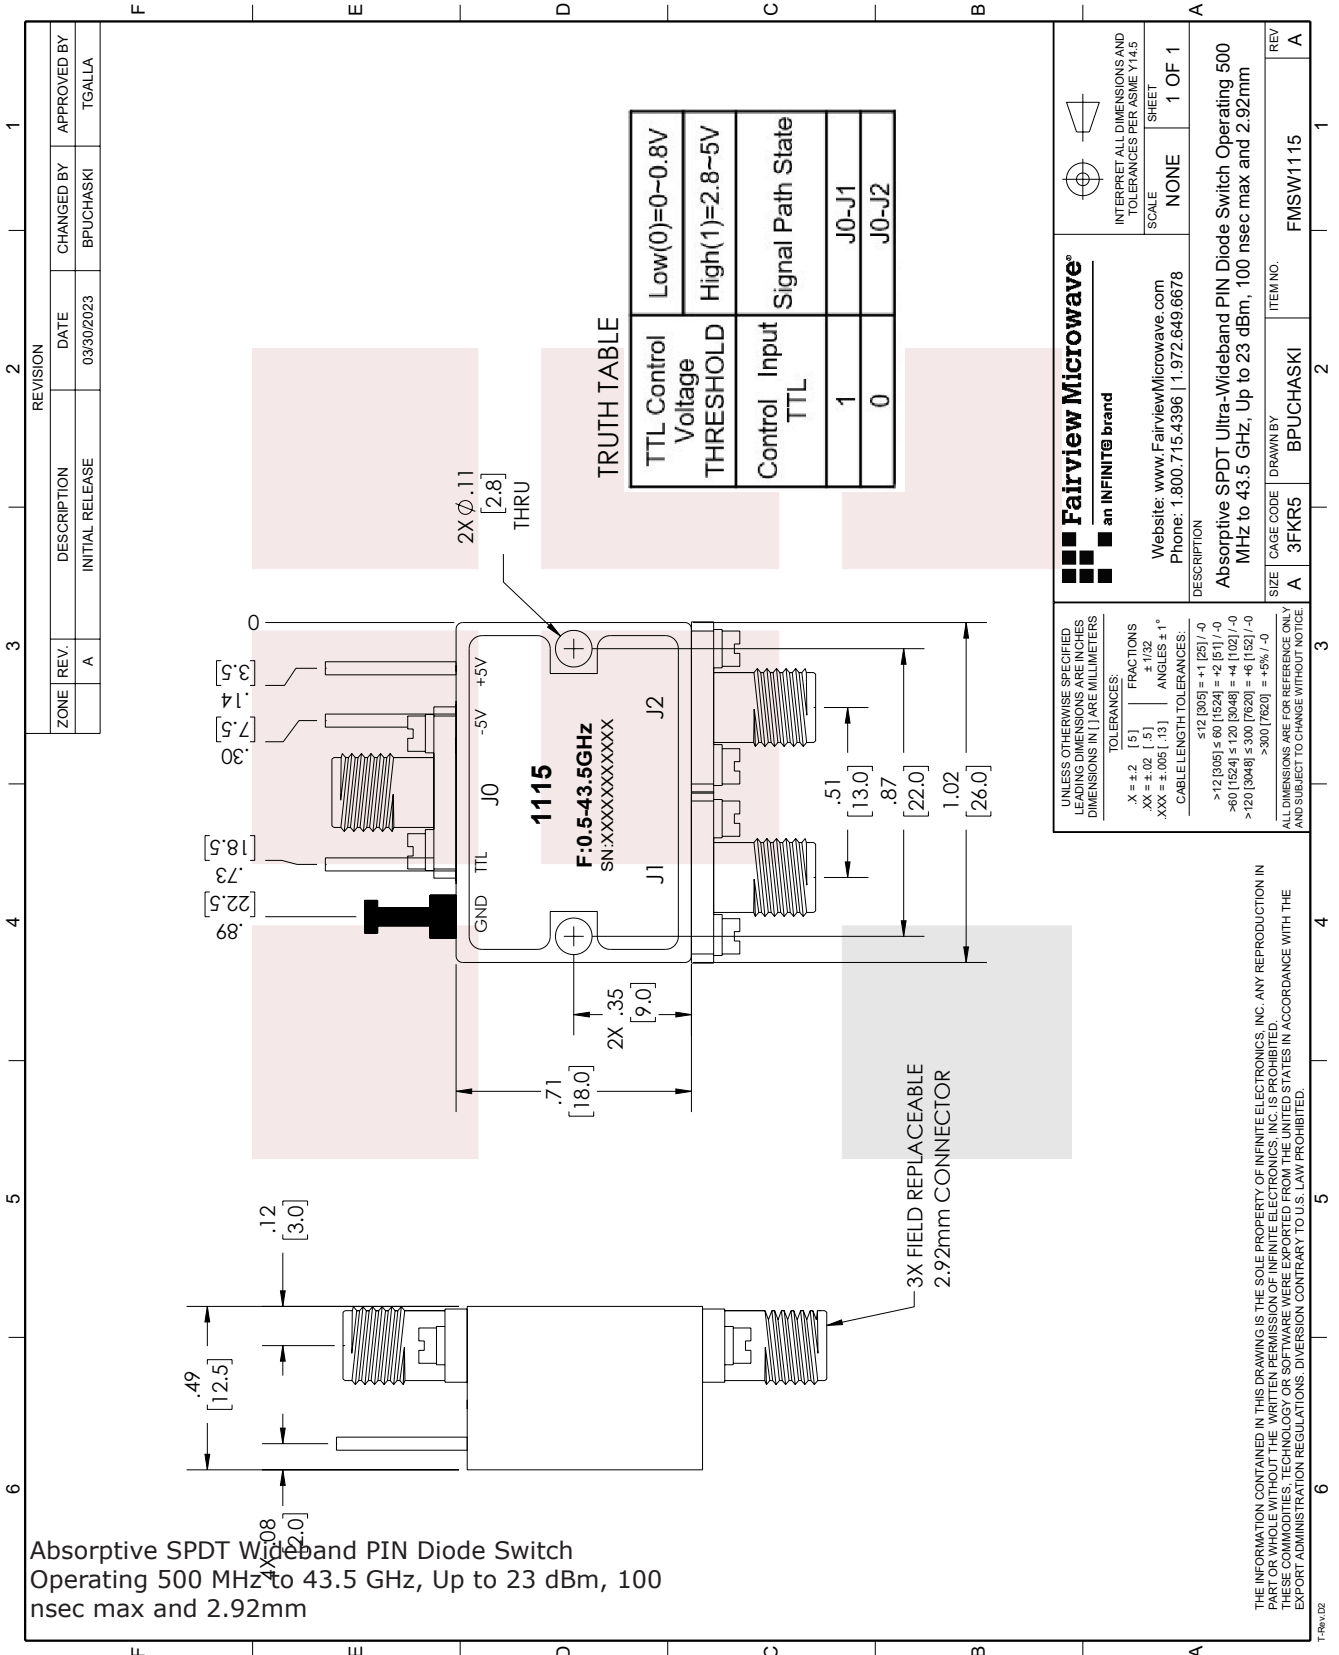 REVISION
ZONE REV. DESCRIPTION DATE CHANGED BY APPROVED BY
A INITIAL RELEASE 03/30/2023 BPUCHASKI TGALLA
6 5 4 3 2 1
F
E
D
C
B
A
.49
[12.5]
.12
[3.0]
4X .08
[2.0]
3X FIELD REPLACEABLE
2.92mm CONNECTOR
.89
[22.5]
.73
[18.5]
.30
[7.5]
.14
[3.5]
0
GND TTL J0 -5V +5V
1115
F:0.5-43.5GHz
SN:XXXXXXXXXXX
J1 J2
2X Ø .11
[2.8]
THRU
.71
[18.0]
2X .35
[9.0]
.51
[13.0]
.87
[22.0]
1.02
[26.0]
TRUTH TABLE
TTL Control Voltage THRESHOLD
Low(0)=0~0.8V
High(1)=2.8~5V
Control Input TTL Signal Path State
1 J0-J1
0 J0-J2
UNLESS OTHERWISE SPECIFIED
LEADING DIMENSIONS ARE INCHES
DIMENSIONS IN [ ] ARE MILLIMETERS
TOLERANCES:
.X = ±.2 [5] FRACTIONS
.XX = ±.02 [.5] ± 1/32
.XXX = ±.005 [.13] ANGLES ± 1°
CABLE LENGTH TOLERANCES:
≤12 [305] = +1 [25] / -0
>12 [305] ≤ 60 [1524] = +2 [51] / -0
>60 [1524] ≤ 120 [3048] = +4 [102] / -0
>120 [3048] ≤ 300 [7620] = +6 [152] / -0
>300 [7620] = +5% / -0
ALL DIMENSIONS ARE FOR REFERENCE ONLY
AND SUBJECT TO CHANGE WITHOUT NOTICE.
Fairview Microwave®
an INFINIT℮ brand
Website: www.FairviewMicrowave.com
Phone: 1.800.715.4396 | 1.972.649.6678
INTERPRET ALL DIMENSIONS AND
TOLERANCES PER ASME Y14.5
SCALE NONE SHEET 1 OF 1
DESCRIPTION
Absorptive SPDT Ultra-Wideband PIN Diode Switch Operating 500
MHz to 43.5 GHz, Up to 23 dBm, 100 nsec max and 2.92mm
SIZE A CAGE CODE 3FKR5 DRAWN BY BPUCHASKI ITEM NO. FMSW1115 REV A
THE INFORMATION CONTAINED IN THIS DRAWING IS THE SOLE PROPERTY OF INFINITE ELECTRONICS, INC. ANY REPRODUCTION IN
PART OR WHOLE WITHOUT THE WRITTEN PERMISSION OF INFINITE ELECTRONICS, INC. IS PROHIBITED.
THESE COMMODITIES, TECHNOLOGY OR SOFTWARE WERE EXPORTED FROM THE UNITED STATES IN ACCORDANCE WITH THE
EXPORT ADMINISTRATION REGULATIONS. DIVERSION CONTRARY TO U.S. LAW PROHIBITED.
6 5 4 3 2 1
F
E
D
C
B
A
T-Rev.D2
Absorptive SPDT Wideband PIN Diode Switch
Operating 500 MHz to 43.5 GHz, Up to 23 dBm, 100
nsec max and 2.92mm